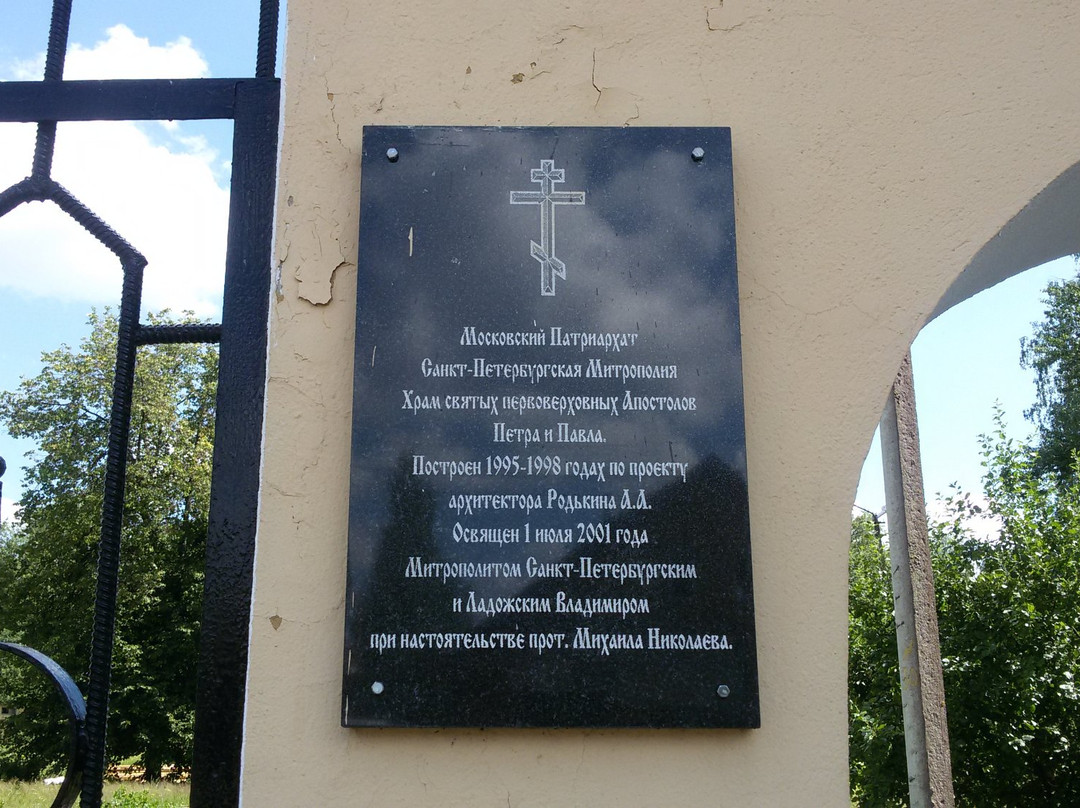 Московский Патриархат
Санкт-Петербургская Митрополия
Храм святых первоверховных Апостолов
Петра и Павла.
Построен 1995-1998 годах по проекту
архитектора Родькина А.А.
Освящен 1 июля 2001 года
Митрополитом Санкт-Петербургским
и Ладожским Владимиром
при настоятельстве прот. Михаила Николаева.